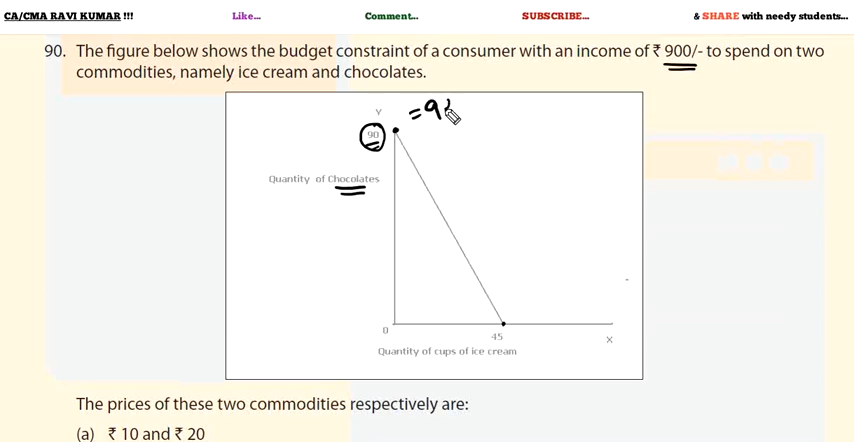 CA/CMA RAVI KUMAR !!! Like... Comment... SUBSCRIBE... & SHARE with needy students...
90. The figure below shows the budget constraint of a consumer with an income of ₹ 900/- to spend on two
commodities, namely ice cream and chocolates.
Y
90
Quantity of Chocolates
0
45
X
Quantity of cups of ice cream
The prices of these two commodities respectively are:
(a) ₹ 10 and ₹ 20